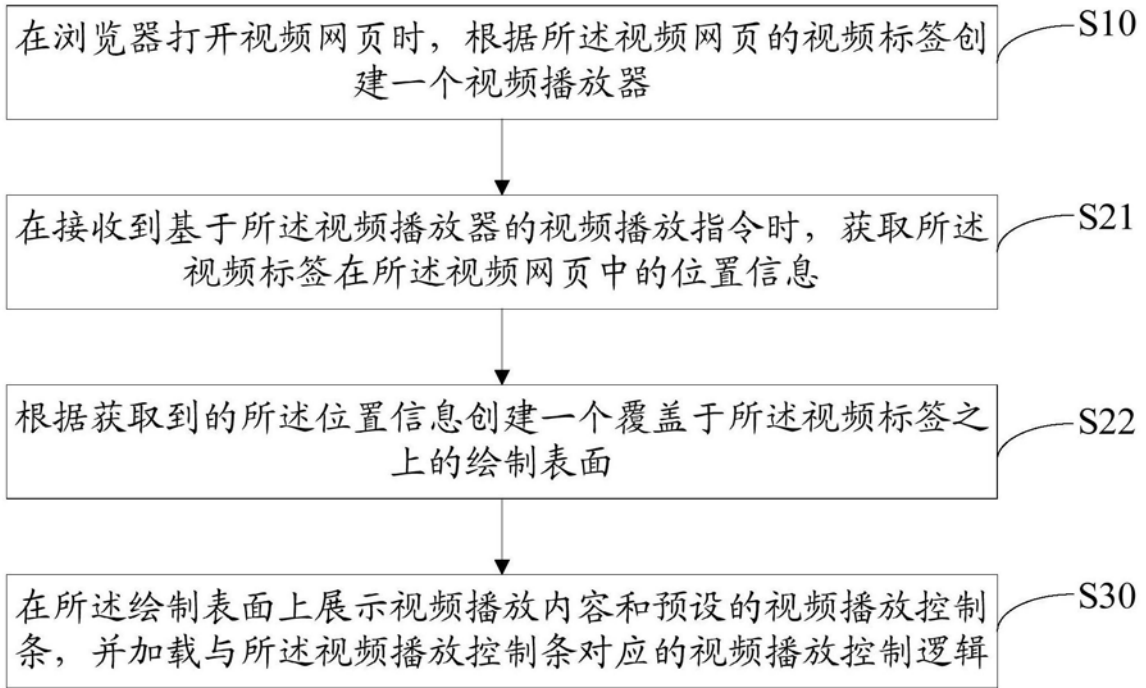 在浏览器打开视频网页时，根据所述视频网页的视频标签创
建一个视频播放器
S10
在接收到基于所述视频播放器的视频播放指令时，获取所述
视频标签在所述视频网页中的位置信息
S21
根据获取到的所述位置信息创建一个覆盖于所述视频标签之
上的绘制表面
S22
在所述绘制表面上展示视频播放内容和预设的视频播放控制
条，并加载与所述视频播放控制条对应的视频播放控制逻辑
S30